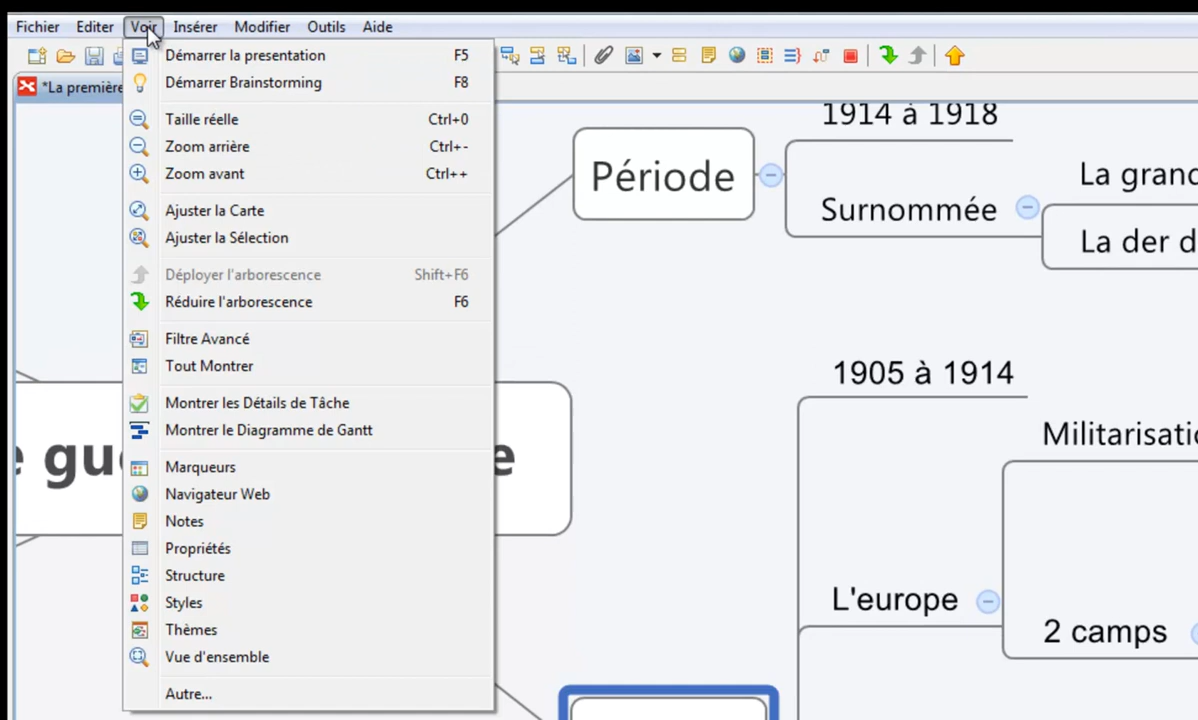 Fichier Editer Voir Insérer Modifier Outils Aide
*La première
Démarrer la presentation F5
Démarrer Brainstorming F8
Taille réelle Ctrl+0
Zoom arrière Ctrl+-
Zoom avant Ctrl++
Ajuster la Carte
Ajuster la Sélection
Déployer l'arborescence Shift+F6
Réduire l'arborescence F6
Filtre Avancé
Tout Montrer
Montrer les Détails de Tâche
Montrer le Diagramme de Gantt
Marqueurs
Navigateur Web
Notes
Propriétés
Structure
Styles
Thèmes
Vue d'ensemble
Autre...
e gu
e
Période
1914 à 1918
Surnommée
La grand
La der d
1905 à 1914
Militarisati
L'europe
2 camps